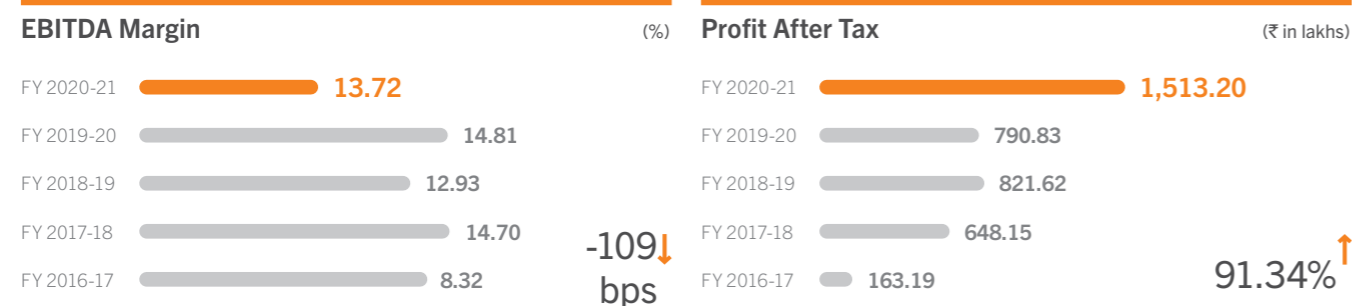 EBITDA Margin (%)
FY 2020-21 13.72
FY 2019-20 14.81
FY 2018-19 12.93
FY 2017-18 14.70
FY 2016-17 8.32
-109↓
bps
Profit After Tax (₹ in lakhs)
FY 2020-21 1,513.20
FY 2019-20 790.83
FY 2018-19 821.62
FY 2017-18 648.15
FY 2016-17 163.19
91.34%↑